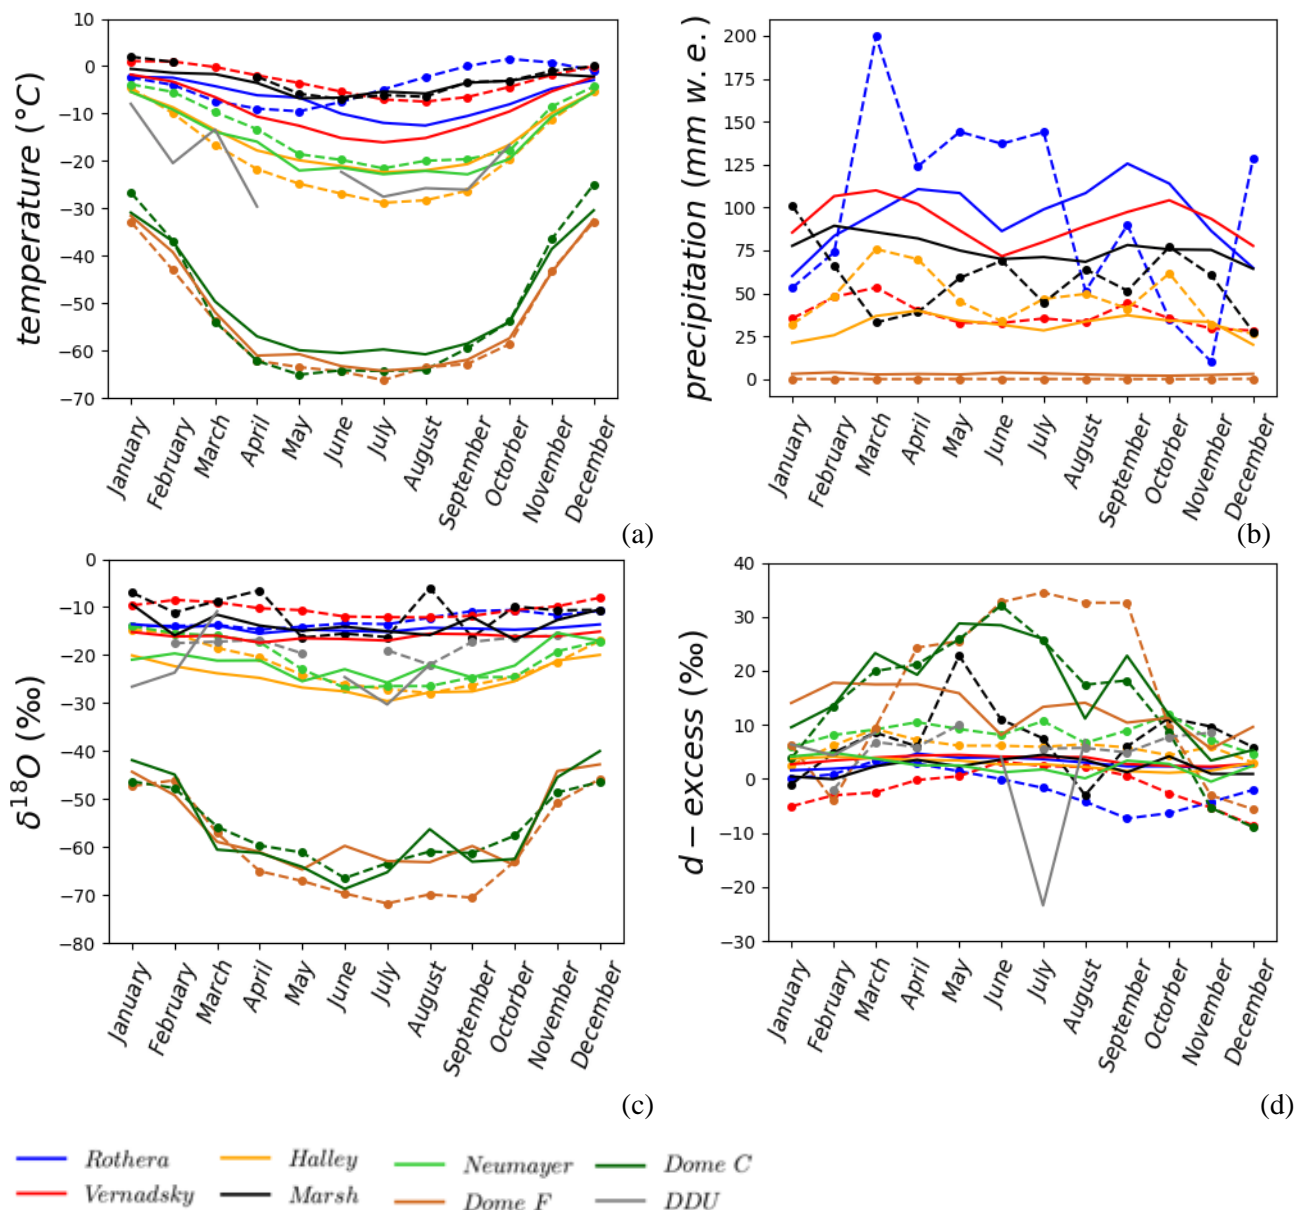 temperature (°C)
10
0
−10
−20
−30
−40
−50
−60
−70
January
February
March
April
May
June
July
August
September
Octorber
November
December
(a)
precipitation (mm w. e.)
200
175
150
125
100
75
50
25
0
January
February
March
April
May
June
July
August
September
Octorber
November
December
(b)
δ¹⁸O (‰)
0
−10
−20
−30
−40
−50
−60
−70
−80
January
February
March
April
May
June
July
August
September
Octorber
November
December
(c)
d − excess (‰)
40
30
20
10
0
−10
−20
−30
January
February
March
April
May
June
July
August
September
Octorber
November
December
(d)
Rothera Halley Neumayer Dome C
Vernadsky Marsh Dome F DDU